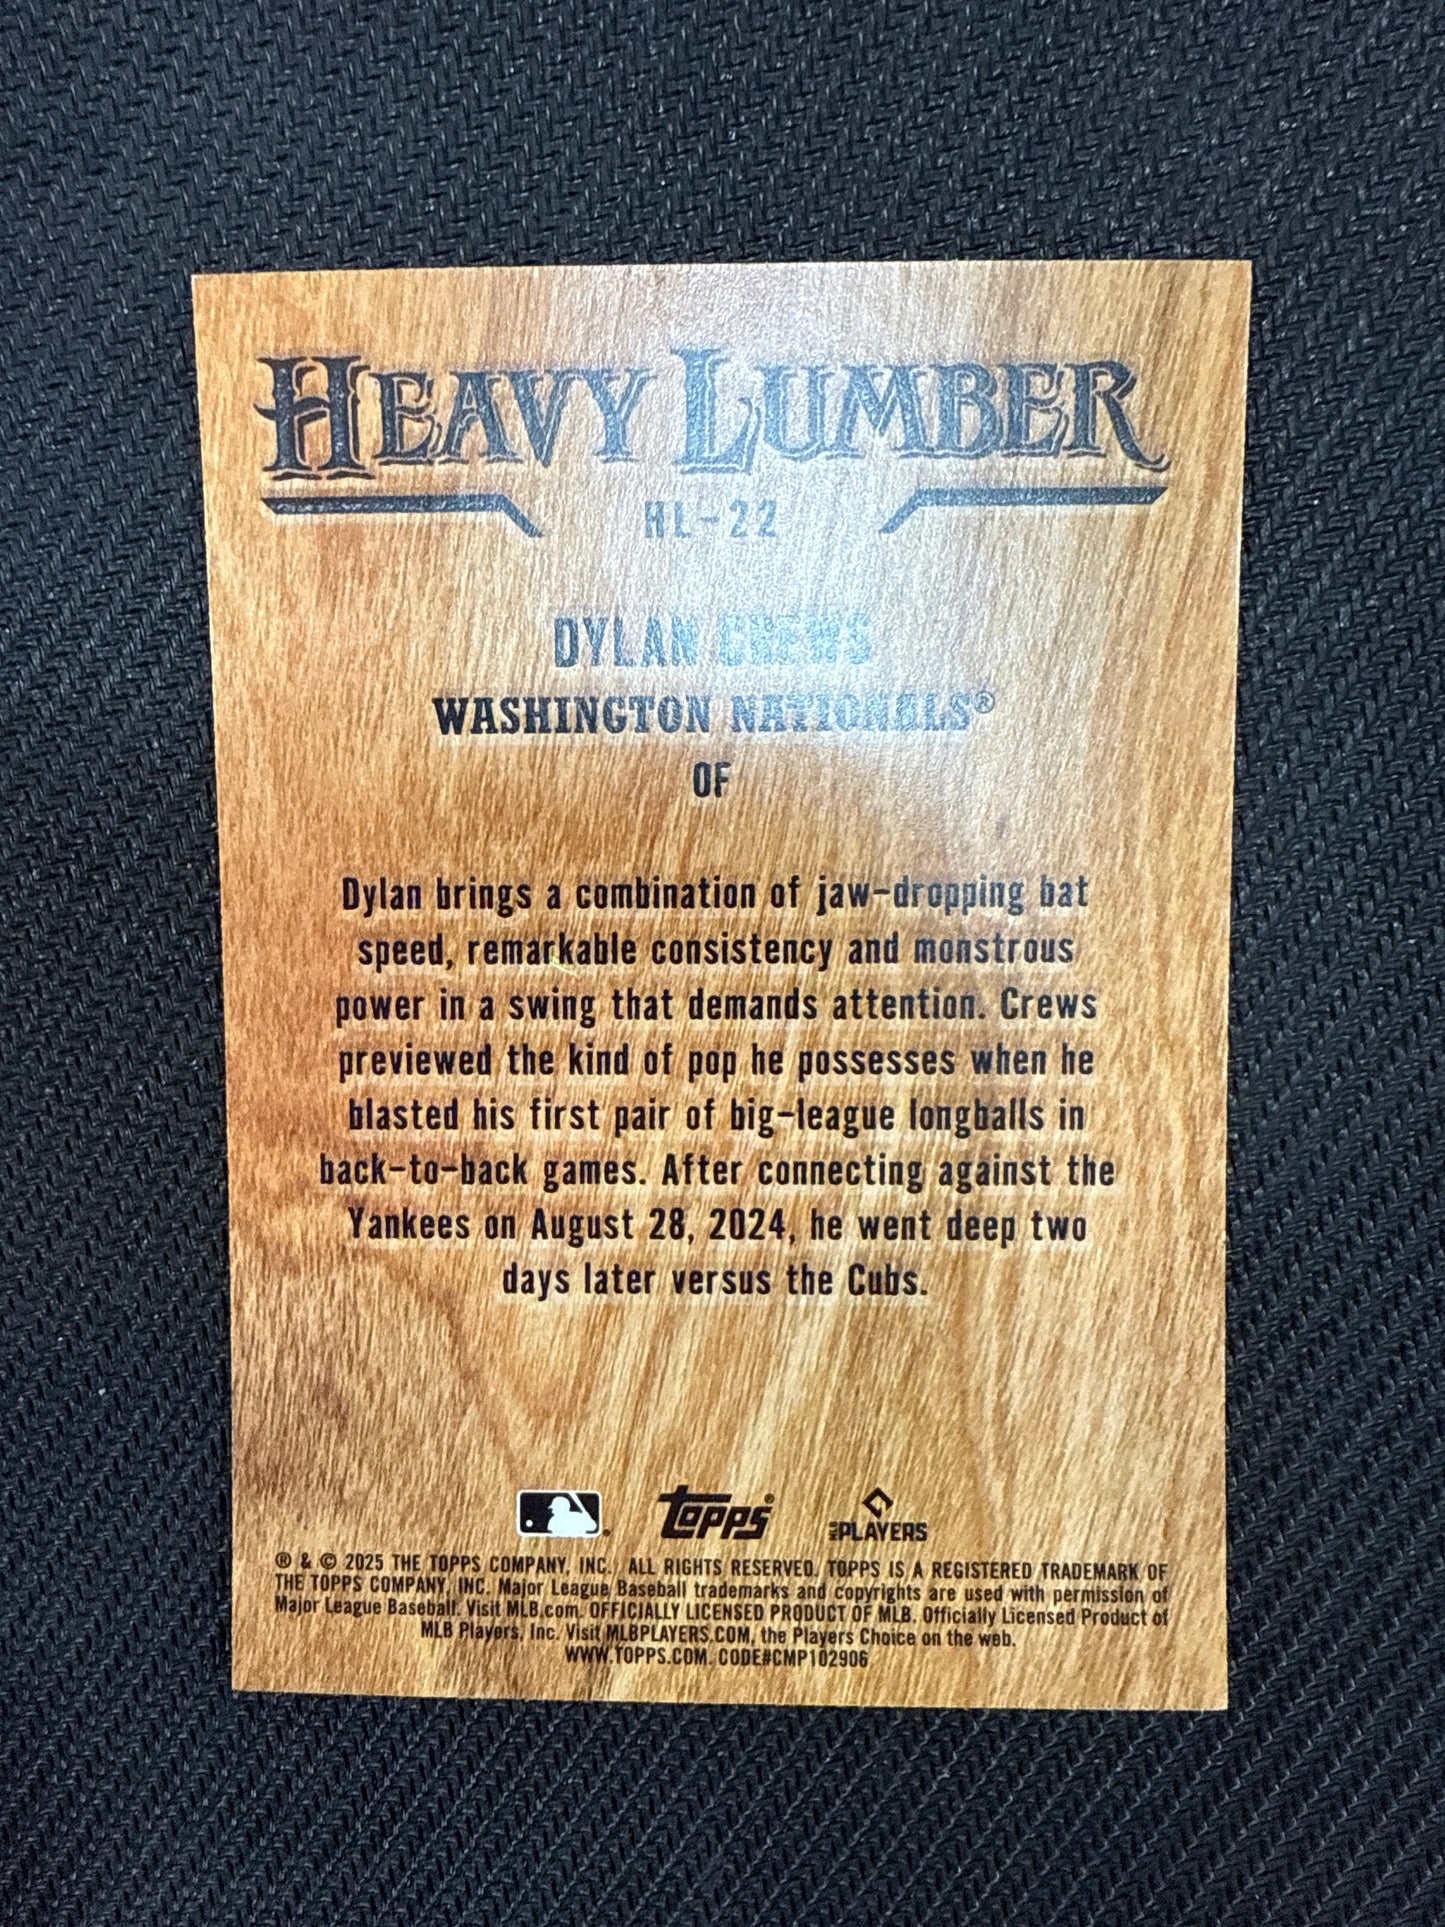 HEAVY LUMBER
HL-22
DYLAN CREWS
WASHINGTON NATIONALS®
OF
Dylan brings a combination of jaw-dropping bat
speed, remarkable consistency and monstrous
power in a swing that demands attention. Crews
previewed the kind of pop he possesses when he
blasted his first pair of big-league longballs in
back-to-back games. After connecting against the
Yankees on August 28, 2024, he went deep two
days later versus the Cubs.
Topps® MLB PLAYERS
® & © 2025 THE TOPPS COMPANY, INC. ALL RIGHTS RESERVED. TOPPS IS A REGISTERED TRADEMARK OF
THE TOPPS COMPANY, INC. Major League Baseball trademarks and copyrights are used with permission of
Major League Baseball. Visit MLB.com. OFFICIALLY LICENSED PRODUCT OF MLB. Officially Licensed Product of
MLB Players, Inc. Visit MLBPLAYERS.COM, the Players Choice on the web.
WWW.TOPPS.COM. CODE#CMP102906